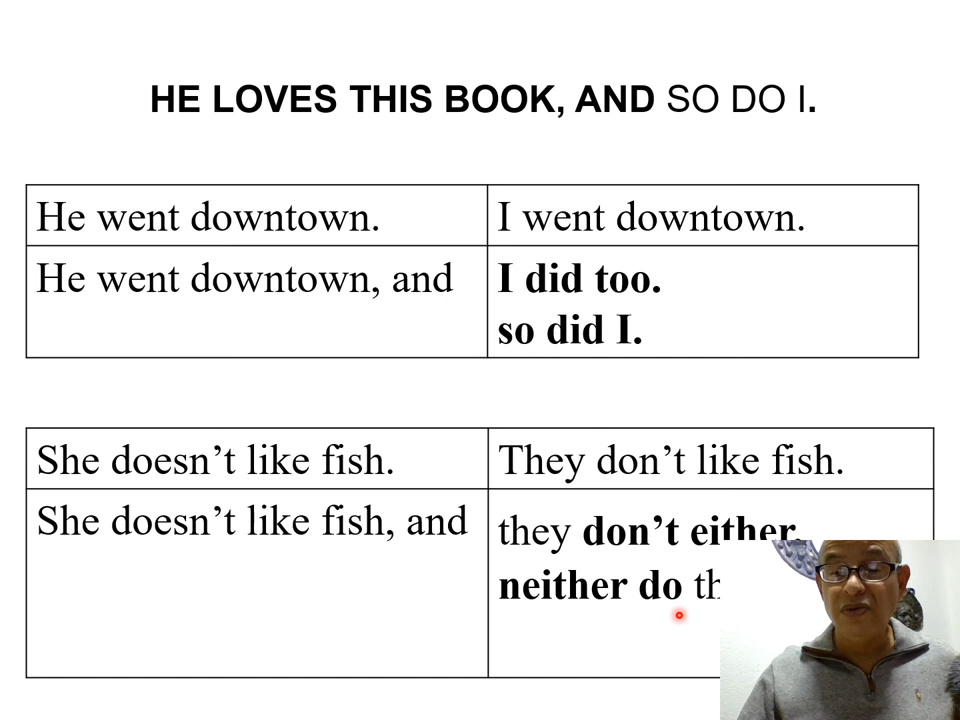 HE LOVES THIS BOOK, AND SO DO I.
He went downtown.
I went downtown.
He went downtown, and
I did too.
so did I.
She doesn't like fish.
They don't like fish.
She doesn't like fish, and
they don't either.
neither do